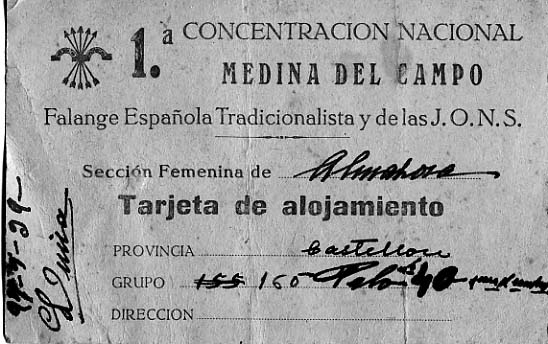 1.ª CONCENTRACION NACIONAL
MEDINA DEL CAMPO
Falange Española Tradicionalista y de las J. O. N. S.
Sección Femenina de Almazora
Tarjeta de alojamiento
PROVINCIA Castellon
GRUPO 155 160
DIRECCION